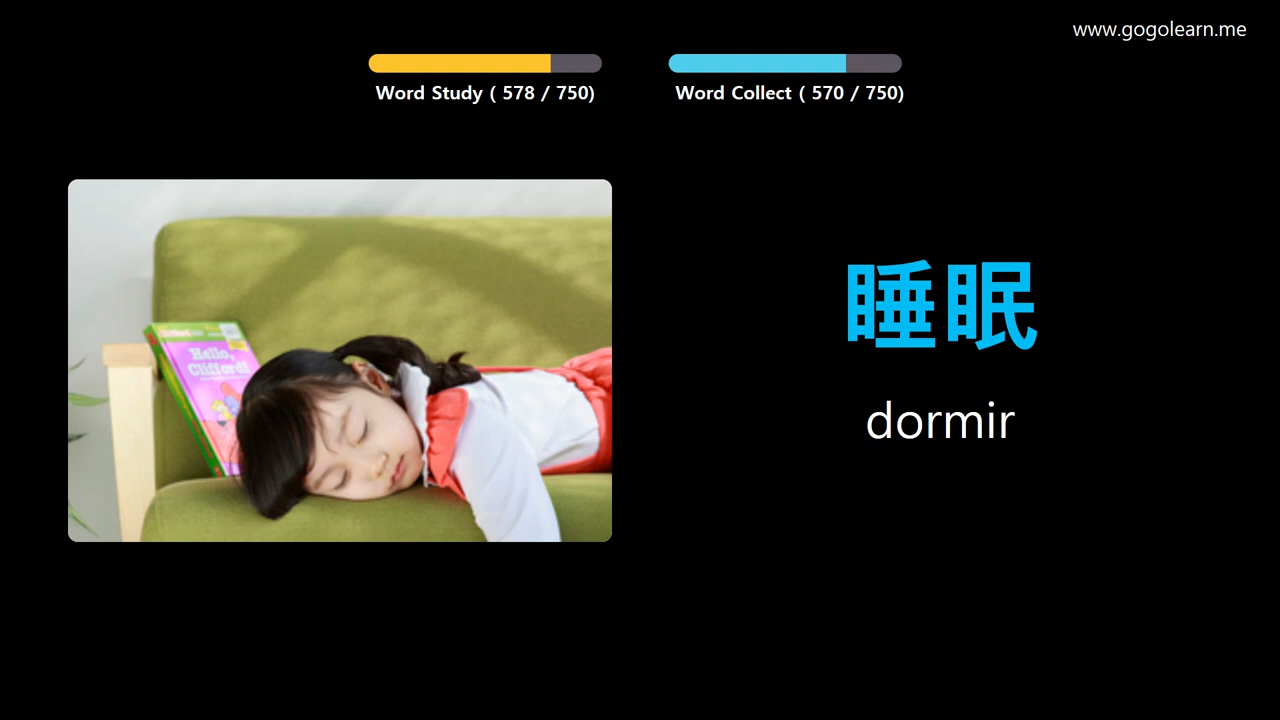 www.gogolearn.me
Word Study ( 578 / 750)
Word Collect ( 570 / 750)
睡眠
dormir
Hello,
Clifford!